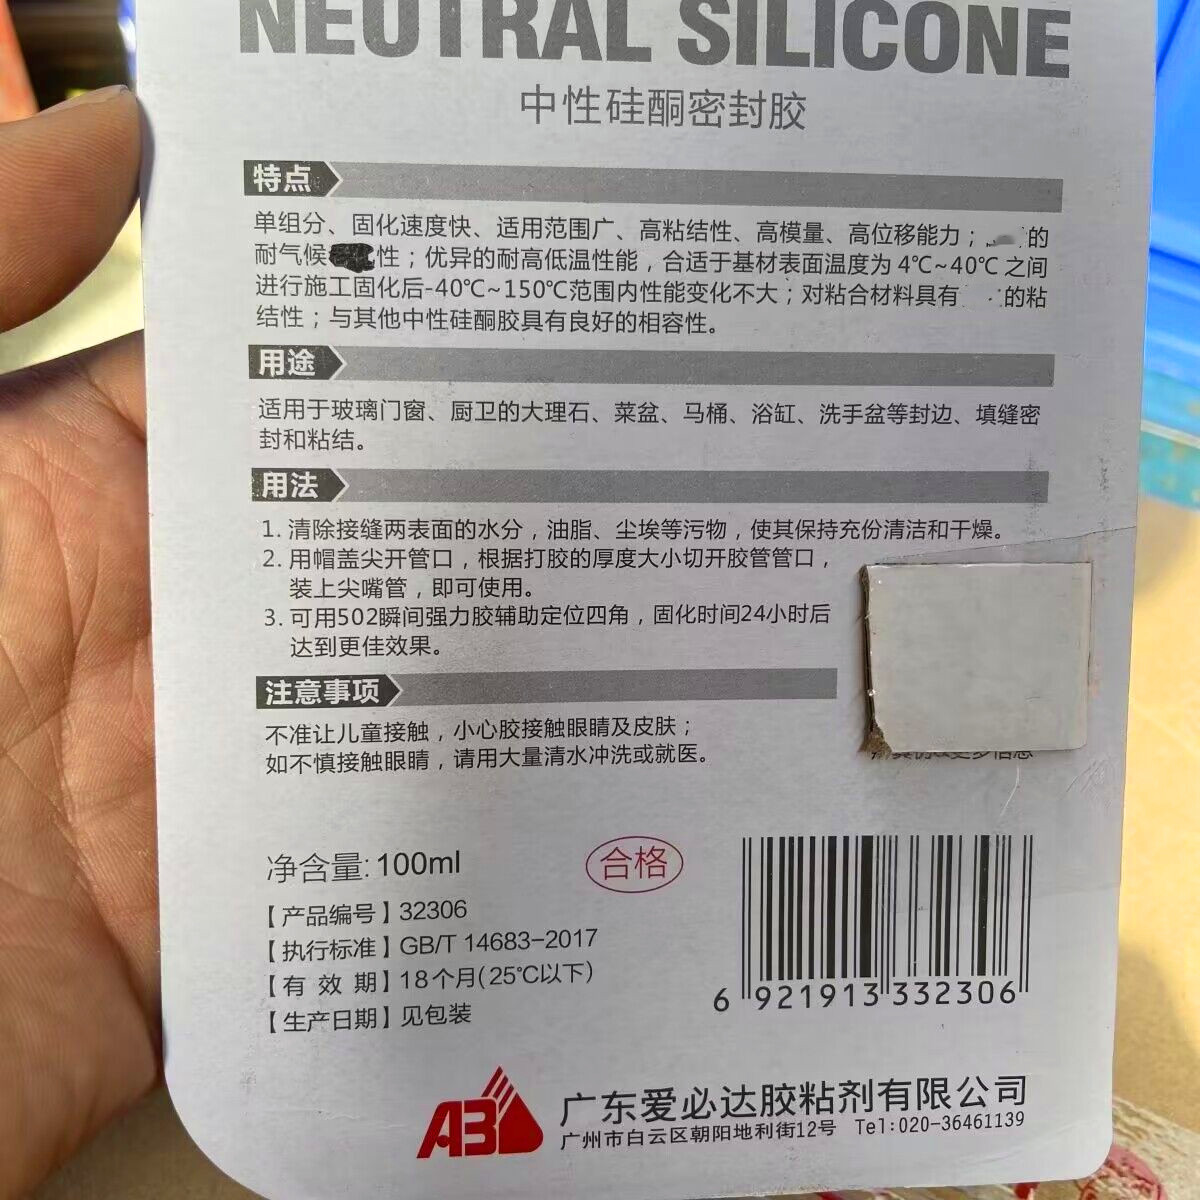 NEUTRAL SILICONE
中性硅酮密封胶
特点
单组分、固化速度快、适用范围广、高粘结性、高模量、高位移能力；的
耐气候性；优异的耐高低温性能，合适于基材表面温度为 4℃~40℃ 之间
进行施工固化后-40℃~150℃范围内性能变化不大；对粘合材料具有的粘
结性；与其他中性硅酮胶具有良好的相容性。
用途
适用于玻璃门窗、厨卫的大理石、菜盆、马桶、浴缸、洗手盆等封边、填缝密
封和粘结。
用法
1. 清除接缝两表面的水分，油脂、尘埃等污物，使其保持充份清洁和干燥。
2. 用帽盖尖开管口，根据打胶的厚度大小切开胶管管口，
装上尖嘴管，即可使用。
3. 可用502瞬间强力胶辅助定位四角，固化时间24小时后
达到更佳效果。
注意事项
不准让儿童接触，小心胶接触眼睛及皮肤；
如不慎接触眼睛，请用大量清水冲洗或就医。
净含量: 100ml
合格
【产品编号】32306
【执行标准】GB/T 14683-2017
【有 效 期】18个月(25℃以下)
【生产日期】见包装
6 921913 332306
AB
广东爱必达胶粘剂有限公司
广州市白云区朝阳地利街12号 Tel:020-36461139